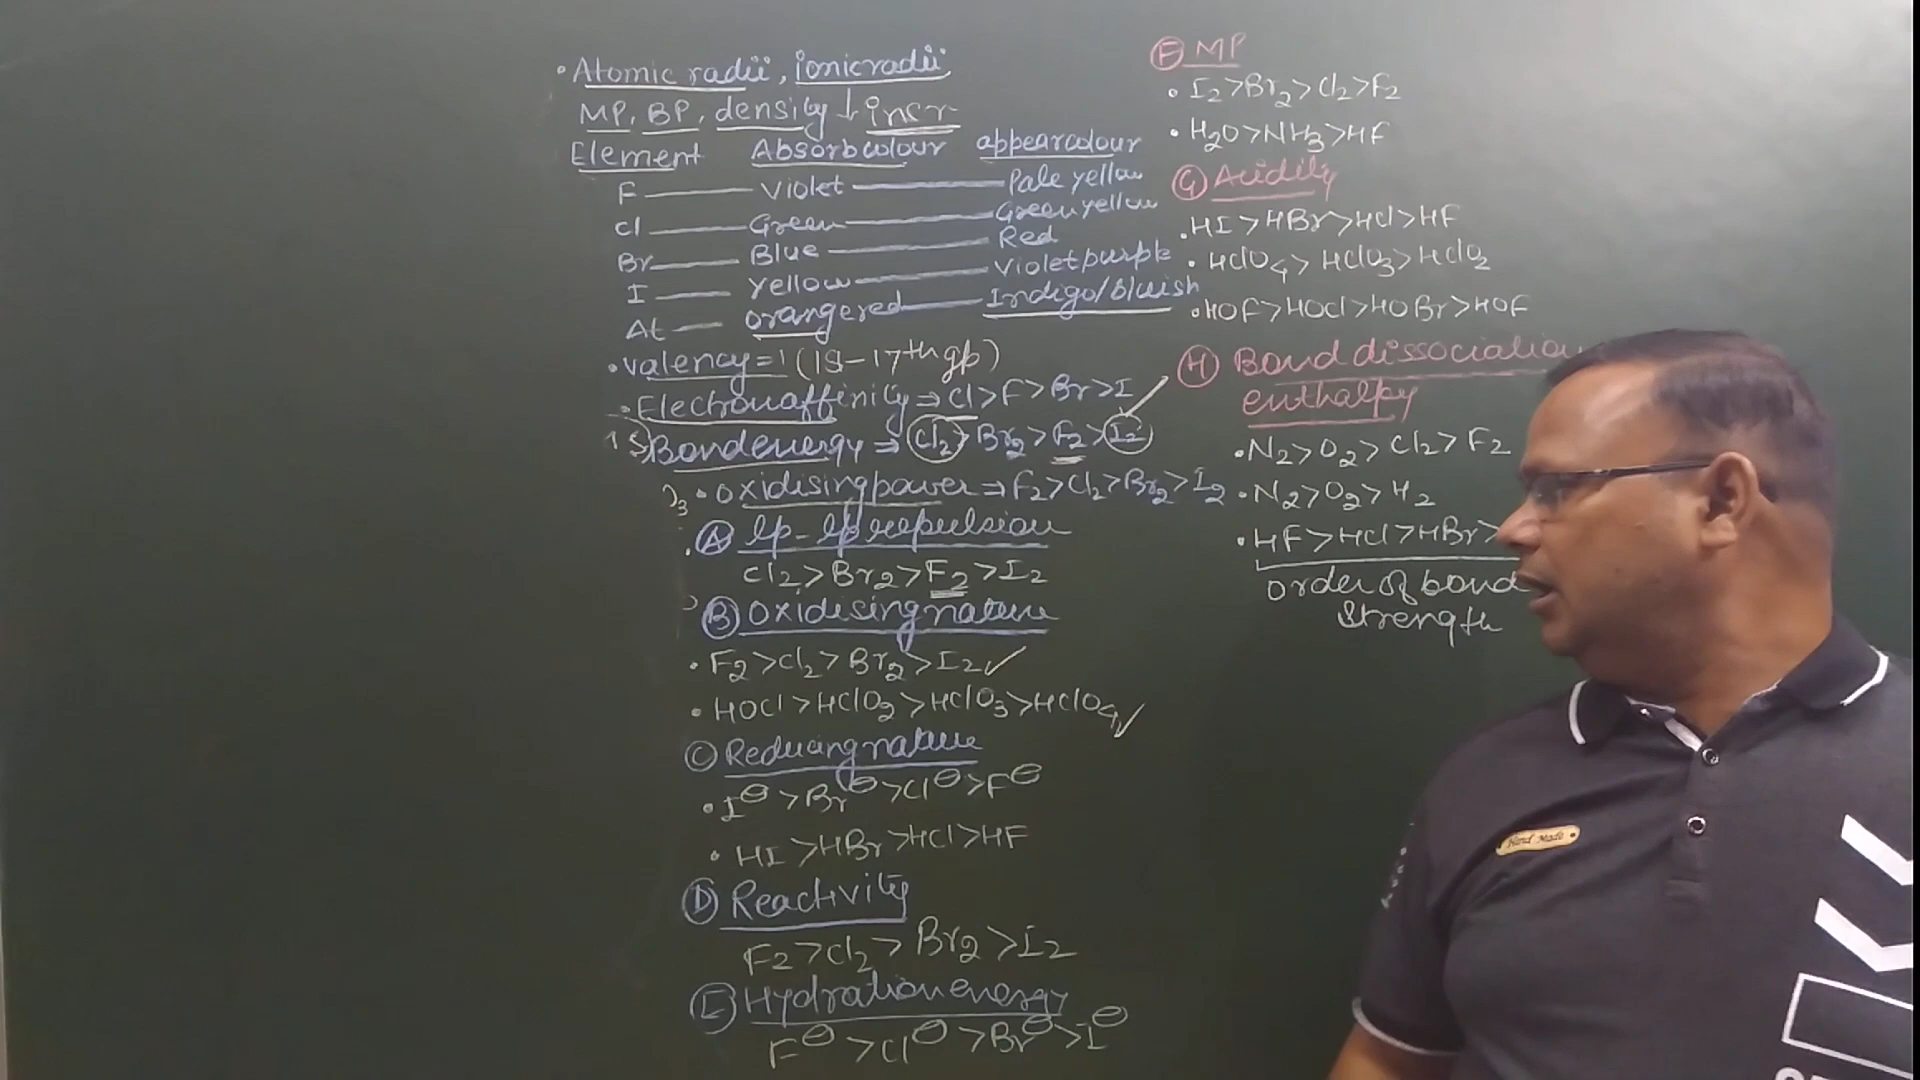 • Atomic radii, ionic radii
MP, BP, density ↓ incr
Element Absorb colour appear colour
F — Violet — Pale yellow
Cl — Green — Green yellow
Br — Blue — Red
I — Yellow — Violet purple
At — orange red — Indigo/bluish
• valency = 1 (1S-17th gp)
• Electron affinity ⇒ Cl > F > Br > I
Bond energy ⇒ Cl2 > Br2 > F2 > I2
• oxidising power ⇒ F2 > Cl2 > Br2 > I2
(A) lp-lp repulsion
Cl2 > Br2 > F2 > I2
(B) oxidising nature
• F2 > Cl2 > Br2 > I2 ✓
• HOCl > HClO2 > HClO3 > HClO4 ✓
(C) Reducing nature
• I⊖ > Br⊖ > Cl⊖ > F⊖
• HI > HBr > HCl > HF
(D) Reactivity
F2 > Cl2 > Br2 > I2
(E) Hydration energy
F⊖ > Cl⊖ > Br⊖ > I⊖
(F) MP
• I2 > Br2 > Cl2 > F2
• H2O > NH3 > HF
(G) Acidity
• HI > HBr > HCl > HF
• HClO4 > HClO3 > HClO2
• HOF > HOCl > HOBr > HOF
(H) Bond dissociation
enthalpy
• N2 > O2 > Cl2 > F2
• N2 > O2 > H2
• HF > HCl > HBr >
order of bond
strength
Hand Made